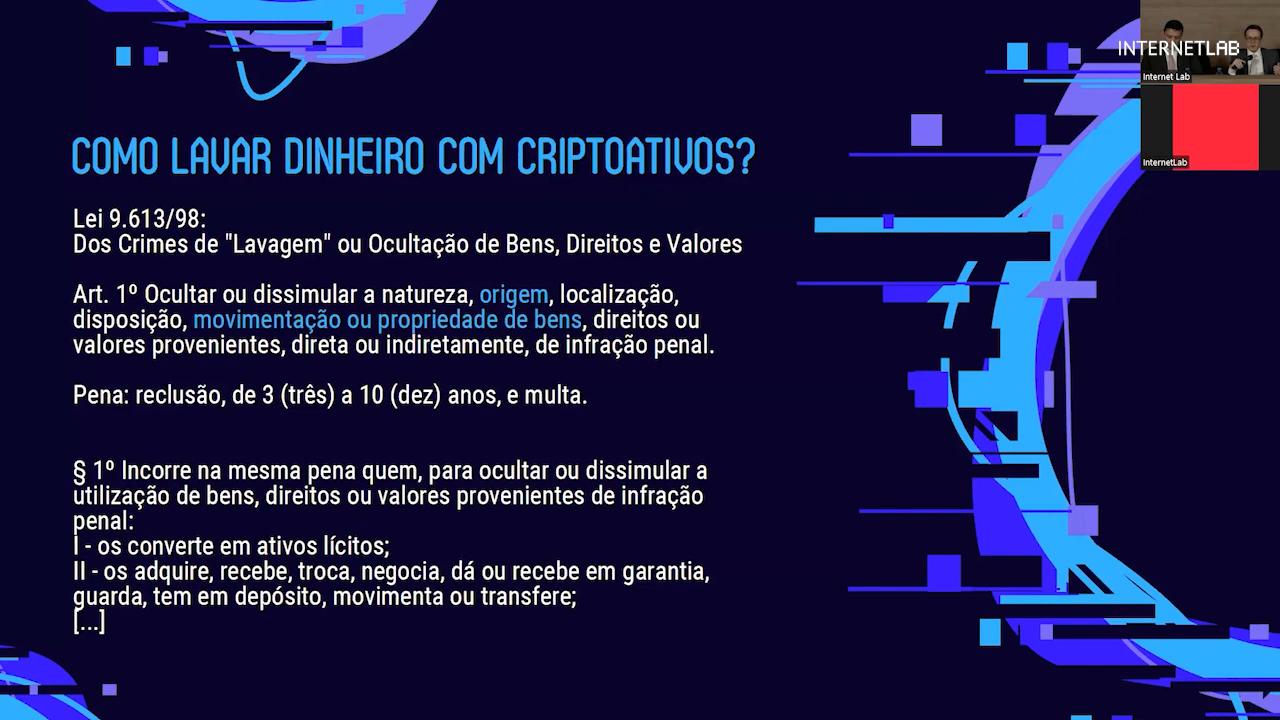 INTERNETLAB
Internet Lab
InternetLab
COMO LAVAR DINHEIRO COM CRIPTOATIVOS?
Lei 9.613/98:
Dos Crimes de "Lavagem" ou Ocultação de Bens, Direitos e Valores
Art. 1º Ocultar ou dissimular a natureza, origem, localização,
disposição, movimentação ou propriedade de bens, direitos ou
valores provenientes, direta ou indiretamente, de infração penal.
Pena: reclusão, de 3 (três) a 10 (dez) anos, e multa.
§ 1º Incorre na mesma pena quem, para ocultar ou dissimular a
utilização de bens, direitos ou valores provenientes de infração
penal:
I - os converte em ativos lícitos;
II - os adquire, recebe, troca, negocia, dá ou recebe em garantia,
guarda, tem em depósito, movimenta ou transfere;
[...]